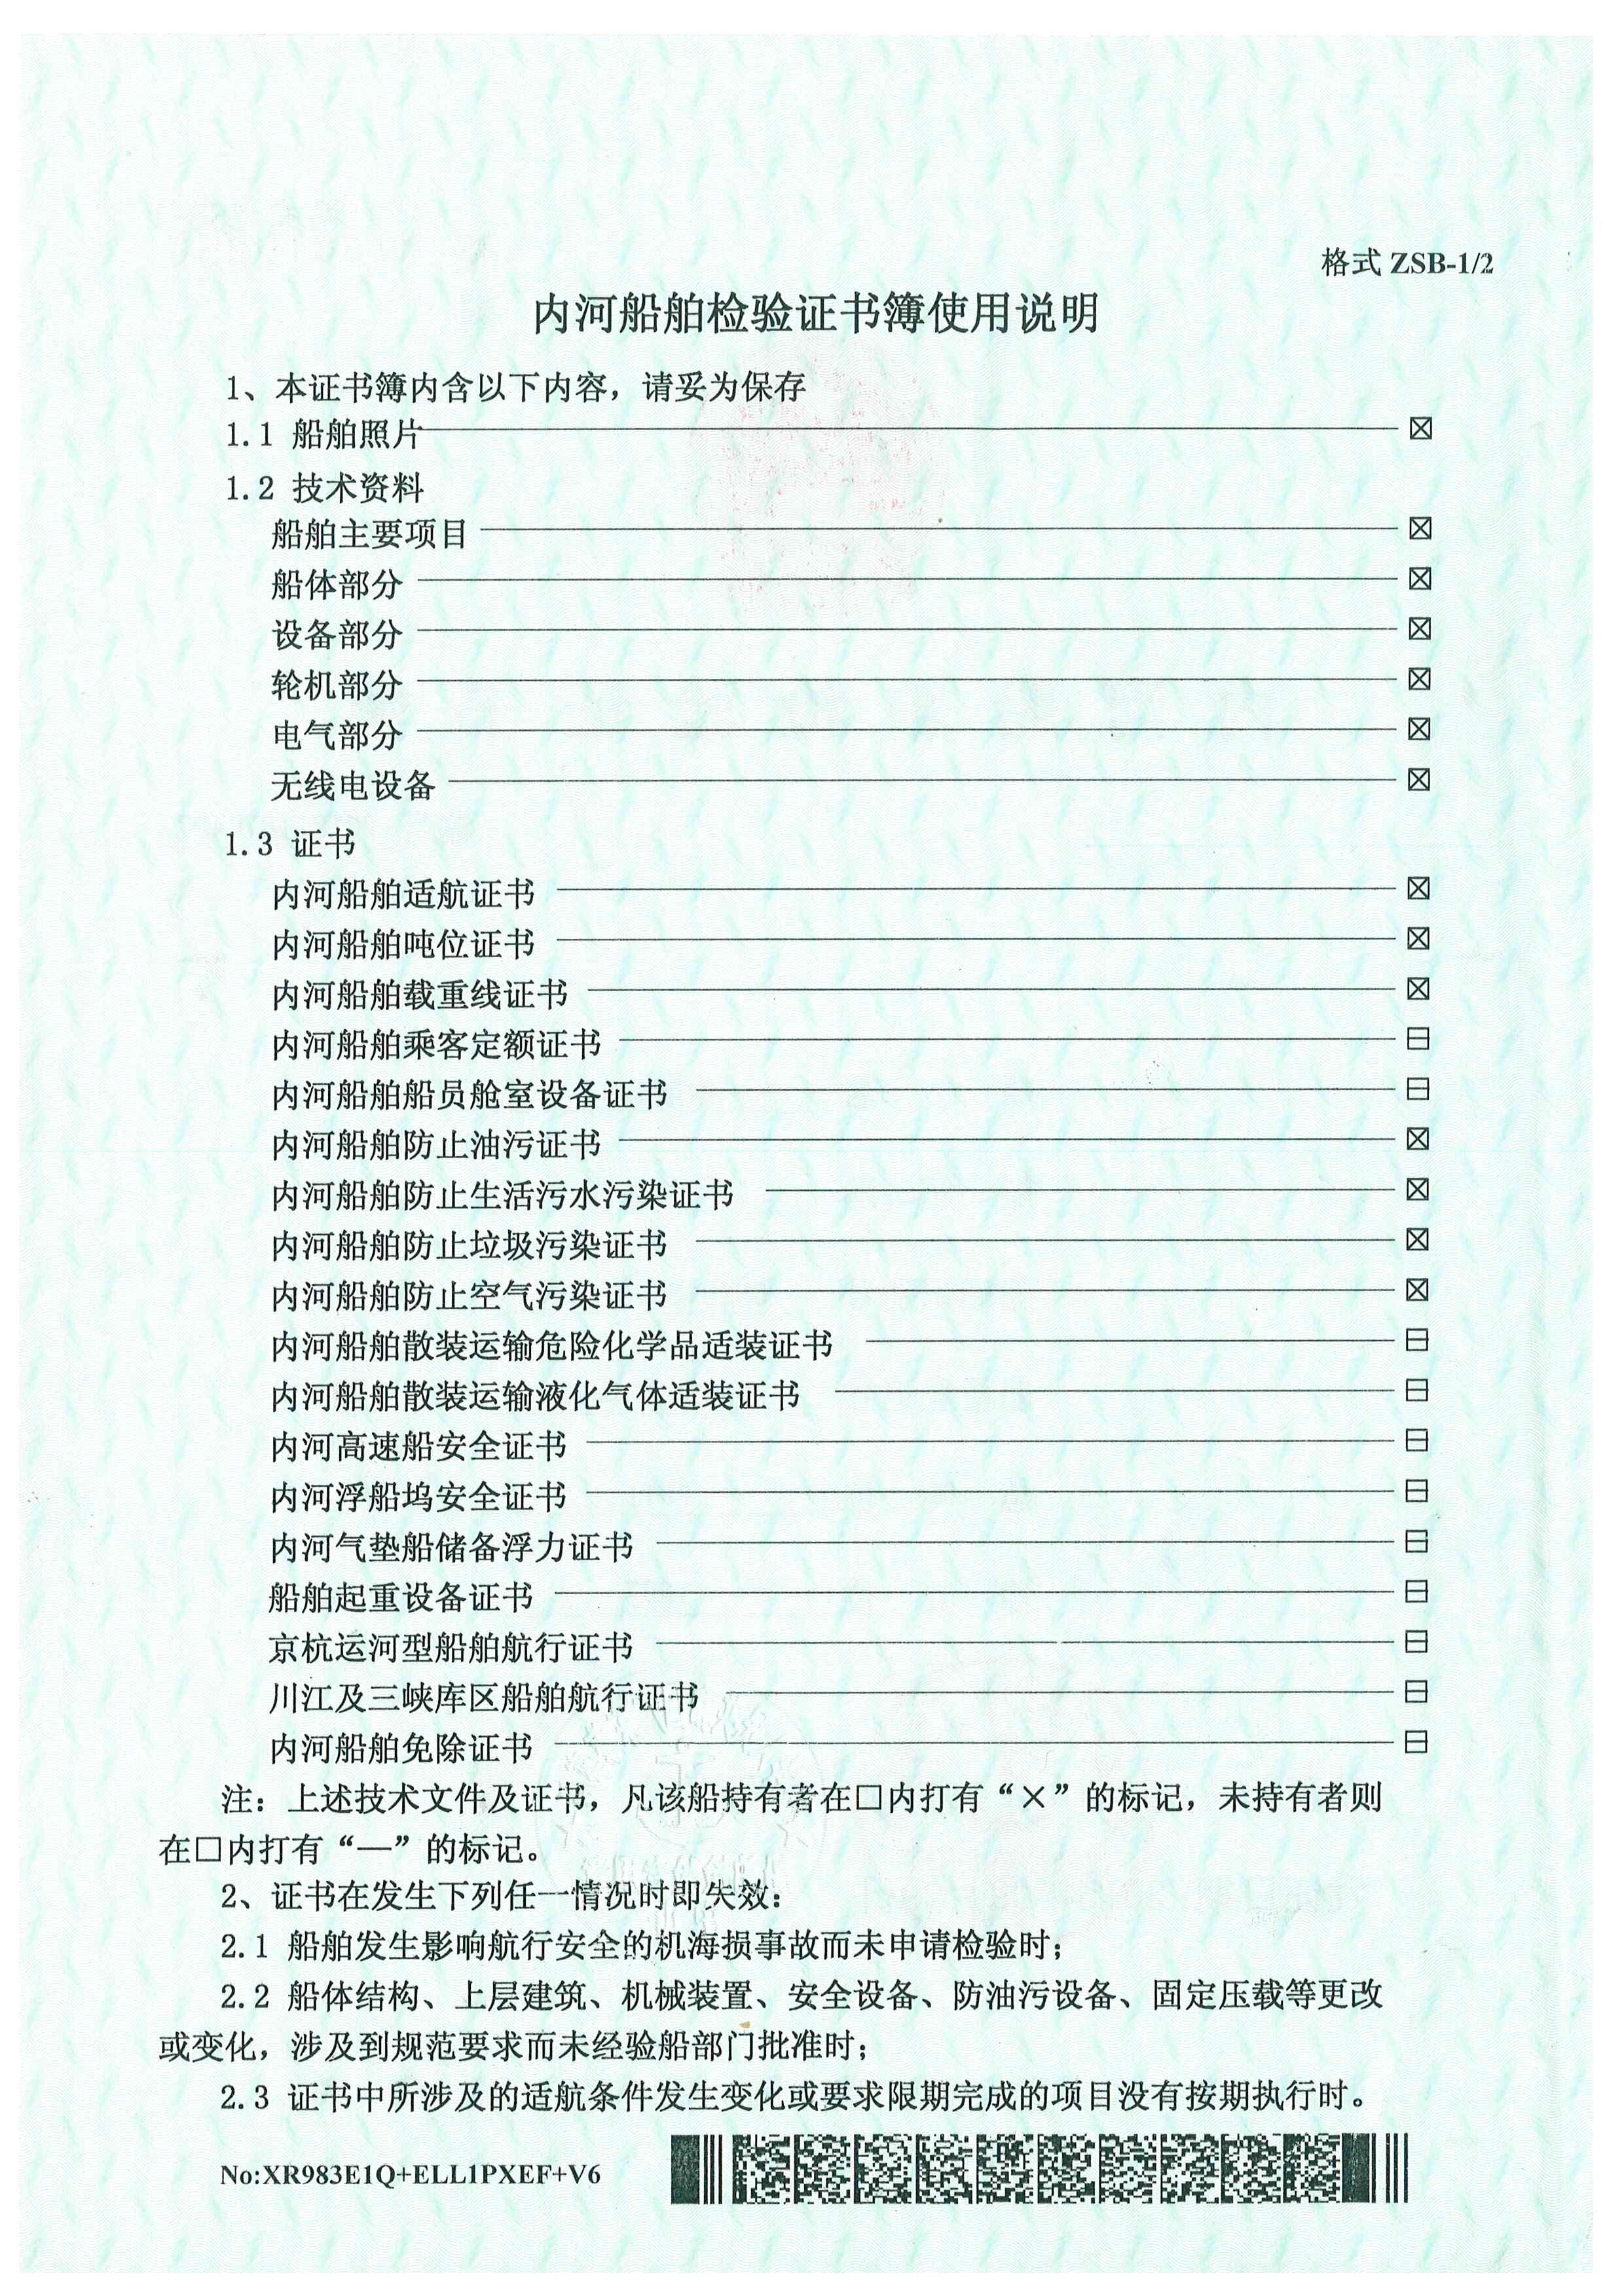 格式 ZSB-1/2
内河船舶检验证书簿使用说明
1、本证书簿内含以下内容，请妥为保存
1.1 船舶照片 ☒
1.2 技术资料
船舶主要项目 ☒
船体部分 ☒
设备部分 ☒
轮机部分 ☒
电气部分 ☒
无线电设备 ☒
1.3 证书
内河船舶适航证书 ☒
内河船舶吨位证书 ☒
内河船舶载重线证书 ☒
内河船舶乘客定额证书 ⊟
内河船舶船员舱室设备证书 ⊟
内河船舶防止油污证书 ☒
内河船舶防止生活污水污染证书 ☒
内河船舶防止垃圾污染证书 ☒
内河船舶防止空气污染证书 ☒
内河船舶散装运输危险化学品适装证书 ⊟
内河船舶散装运输液化气体适装证书 ⊟
内河高速船安全证书 ⊟
内河浮船坞安全证书 ⊟
内河气垫船储备浮力证书 ⊟
船舶起重设备证书 ⊟
京杭运河型船舶航行证书 ⊟
川江及三峡库区船舶航行证书 ⊟
内河船舶免除证书 ⊟
注：上述技术文件及证书，凡该船持有者在□内打有“×”的标记，未持有者则
在□内打有“—”的标记。
2、证书在发生下列任一情况时即失效：
2.1 船舶发生影响航行安全的机海损事故而未申请检验时；
2.2 船体结构、上层建筑、机械装置、安全设备、防油污设备、固定压载等更改
或变化，涉及到规范要求而未经验船部门批准时；
2.3 证书中所涉及的适航条件发生变化或要求限期完成的项目没有按期执行时。
No:XR983E1Q+ELL1PXEF+V6